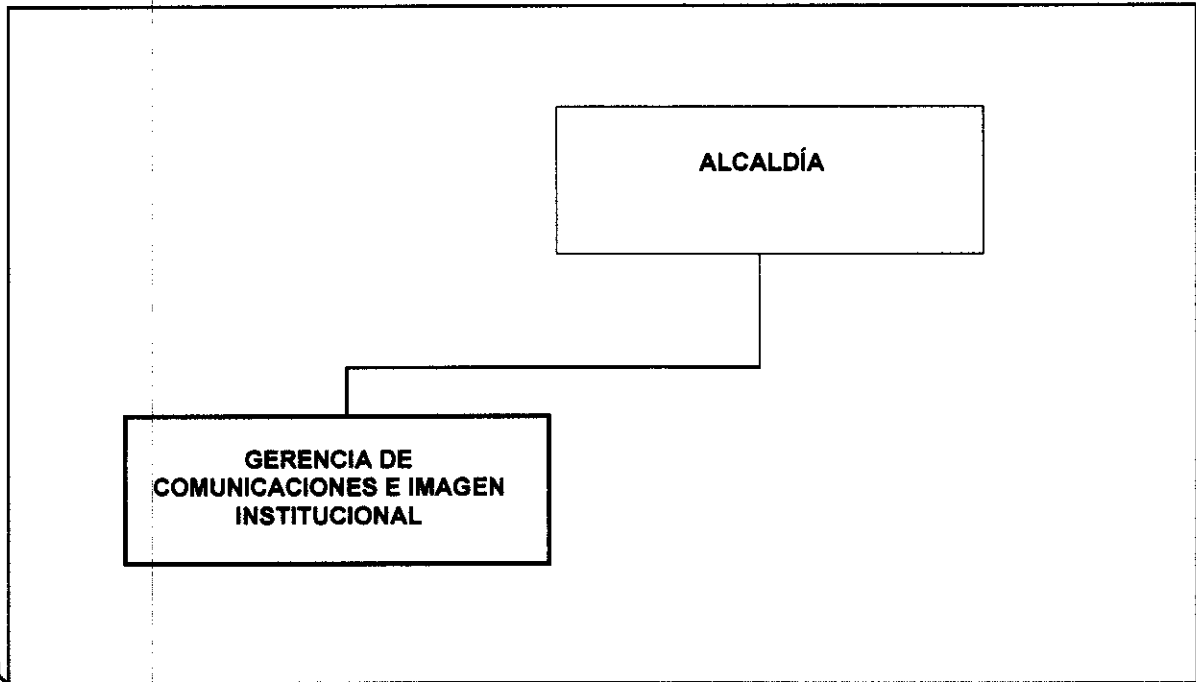 ALCALDÍA
GERENCIA DE
COMUNICACIONES E IMAGEN
INSTITUCIONAL